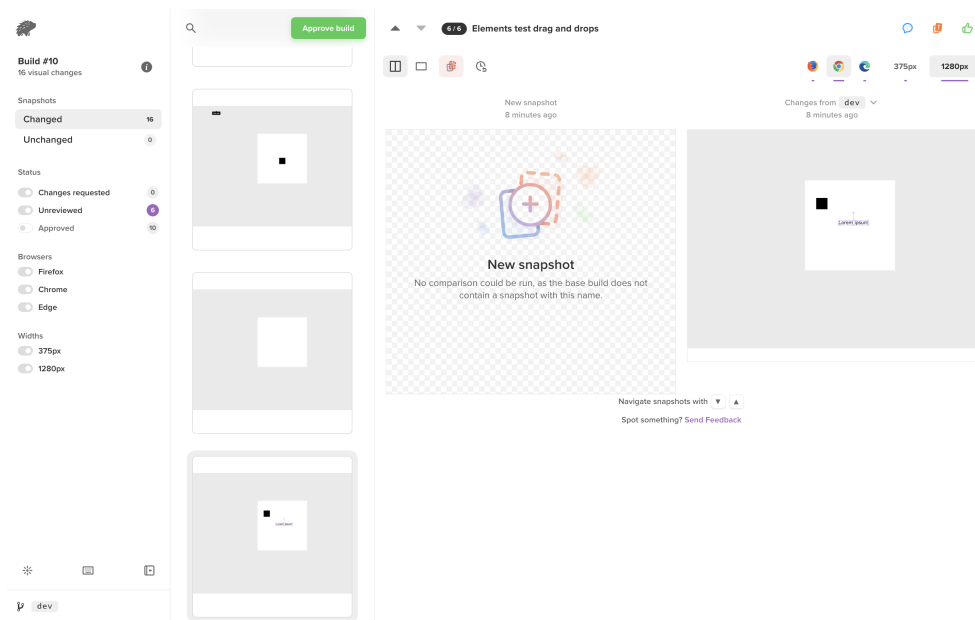 Approve build
6 / 6 Elements test drag and drops
Build #10
16 visual changes
375px
1280px
Snapshots
Changed 16
Unchanged 0
New snapshot
8 minutes ago
Changes from dev
8 minutes ago
Status
Changes requested 0
Unreviewed 6
Approved 10
Browsers
Firefox
Chrome
Edge
Widths
375px
1280px
New snapshot
No comparison could be run, as the base build does not
contain a snapshot with this name.
Lorem ipsum
Navigate snapshots with
Spot something? Send Feedback
Lorem ipsum
dev